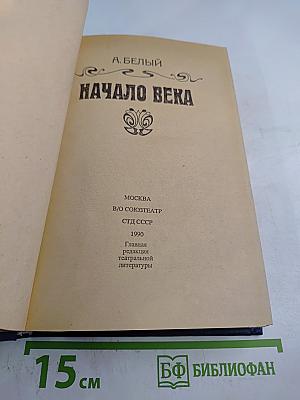 А. БЕЛЫЙ
НАЧАЛО ВЕКА
МОСКВА
В/О СОЮЗТЕАТР
СТД СССР
1990
Главная
редакция
театральной
литературы
15 см
БФ БИБЛИОФАН